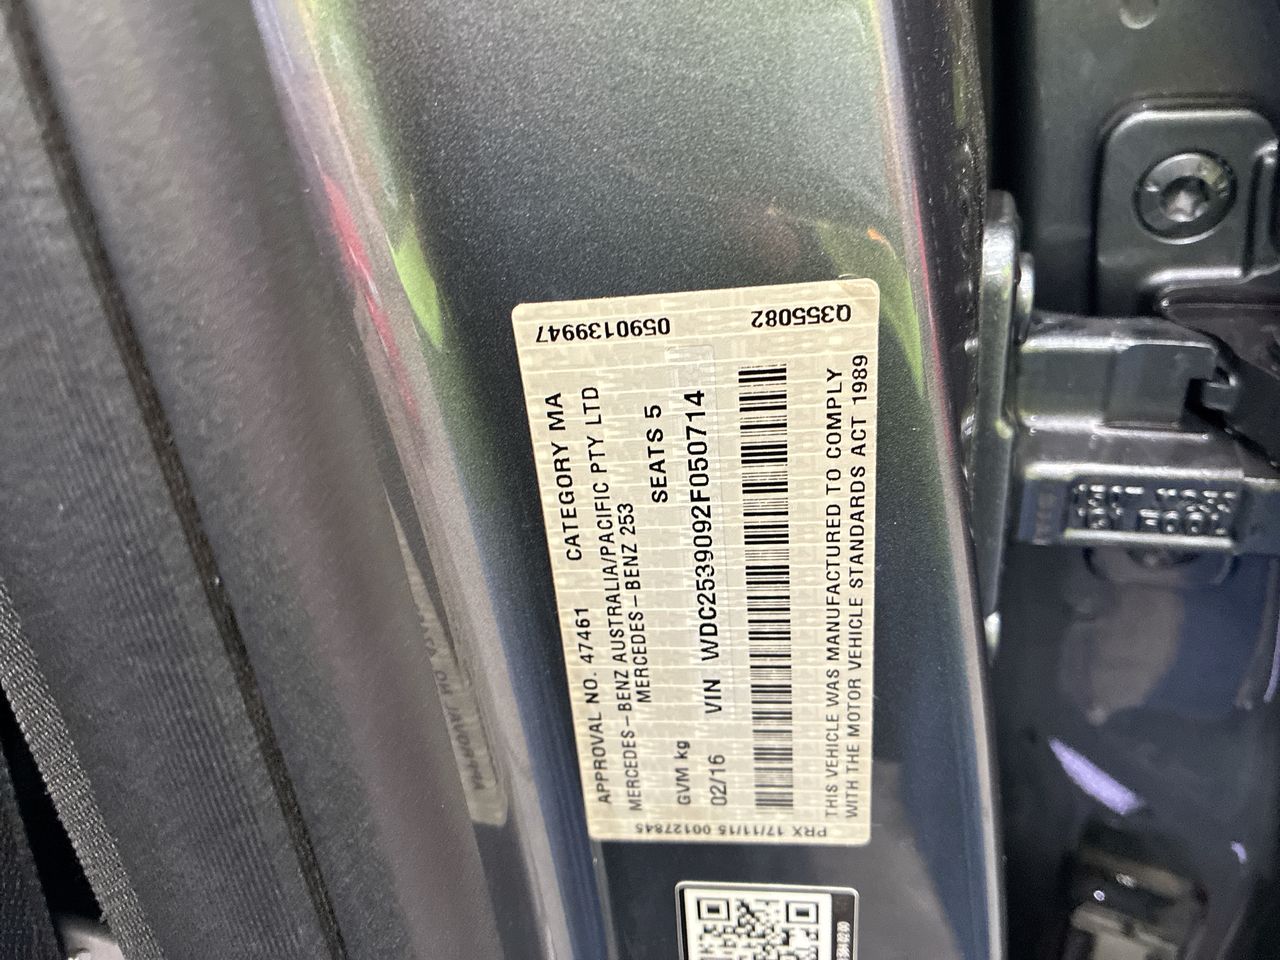 0590139947
Q355082
APPROVAL NO. 47461 CATEGORY MA
MERCEDES-BENZ AUSTRALIA/PACIFIC PTY LTD
MERCEDES-BENZ 253
SEATS 5
GVM kg
02/16 VIN WDC2539092F050714
THIS VEHICLE WAS MANUFACTURED TO COMPLY
WITH THE MOTOR VEHICLE STANDARDS ACT 1989
PRX 17/11/15 00127845